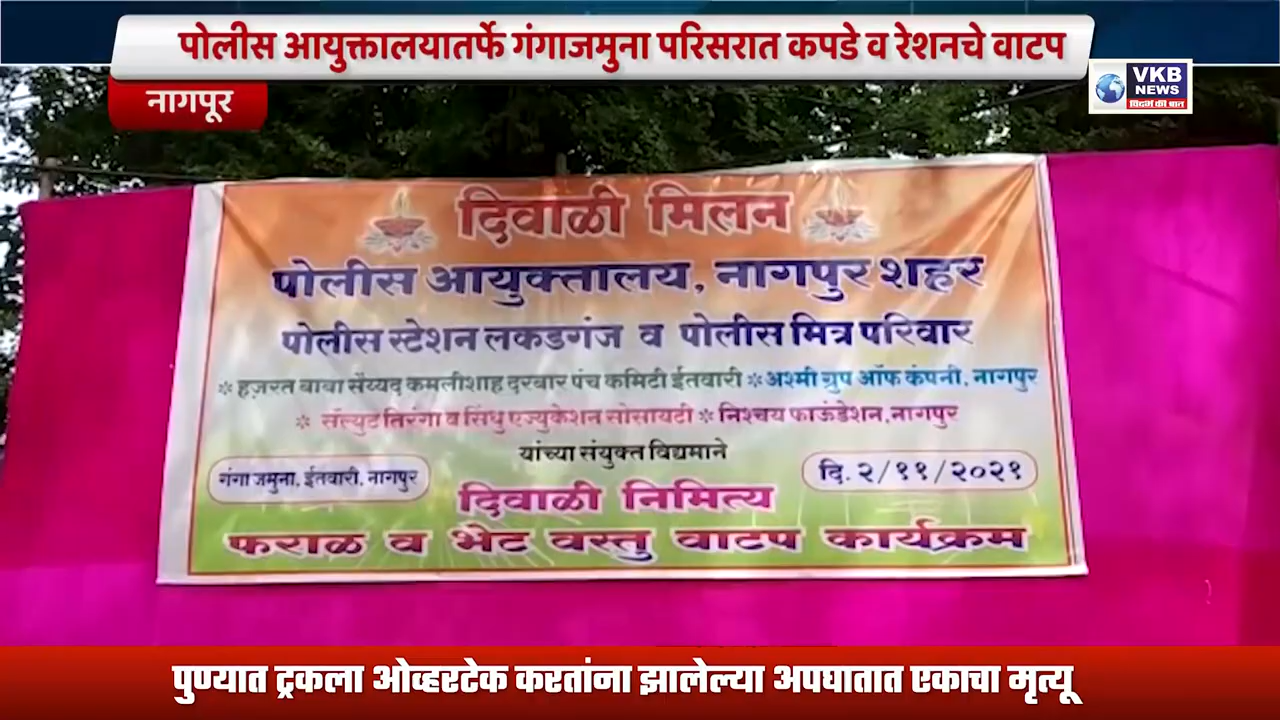 पोलीस आयुक्तालयातर्फे गंगाजमुना परिसरात कपडे व रेशनचे वाटप
नागपूर
VKB
NEWS
विदर्भ की बात
दिवाळी मिलन
पोलीस आयुक्तालय, नागपुर शहर
पोलीस स्टेशन लकडगंज व पोलीस मित्र परिवार
❊ हज़रत बाबा सैय्यद कमलीशाह दरबार पंच कमिटी ईतवारी ❊ अश्मी ग्रुप ऑफ कंपनी, नागपुर
❊ सॅल्युट तिरंगा व सिंधु एज्युकेशन सोसायटी ❊ निश्चय फाऊंडेशन, नागपुर
यांच्या संयुक्त विद्यमाने
गंगा जमुना, ईतवारी, नागपुर
दि. २/११/२०२१
दिवाळी निमित्य
फराळ व भेट वस्तु वाटप कार्यक्रम
पुण्यात ट्रकला ओव्हरटेक करतांना झालेल्या अपघातात एकाचा मृत्यू